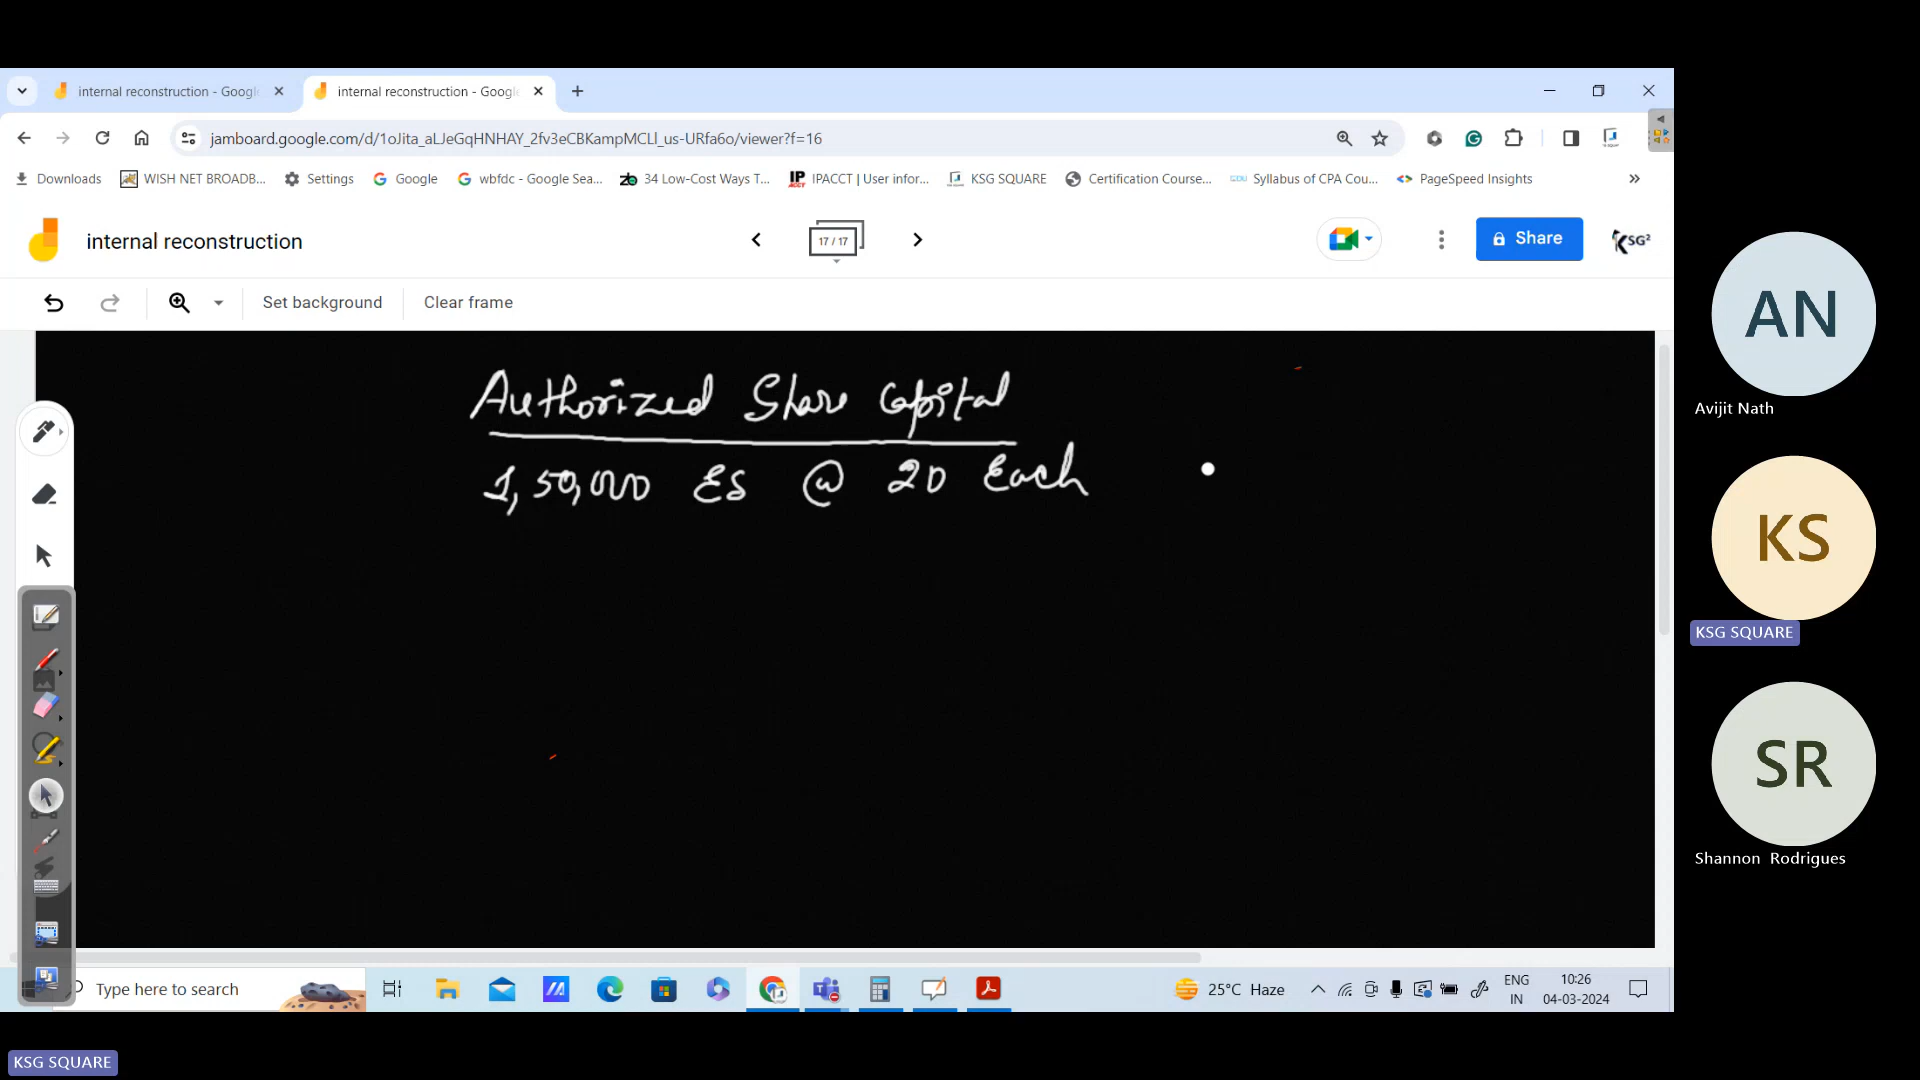 internal reconstruction - Googl
internal reconstruction - Google
jamboard.google.com/d/1oJita_aLJeGqHNHAY_2fv3eCBKampMCLl_us-URfa6o/viewer?f=16
Downloads WISH NET BROADB... Settings Google wbfdc - Google Sea... 34 Low-Cost Ways T... IPACCT | User infor... KSG SQUARE Certification Course... Syllabus of CPA Cou... PageSpeed Insights
internal reconstruction
17 / 17
Share
KSG²
Set background Clear frame
Authorized Share Capital
1,50,000 ES @ 20 Each
AN
Avijit Nath
KS
KSG SQUARE
SR
Shannon Rodrigues
Type here to search
25°C Haze
ENG
IN
10:26
04-03-2024
KSG SQUARE